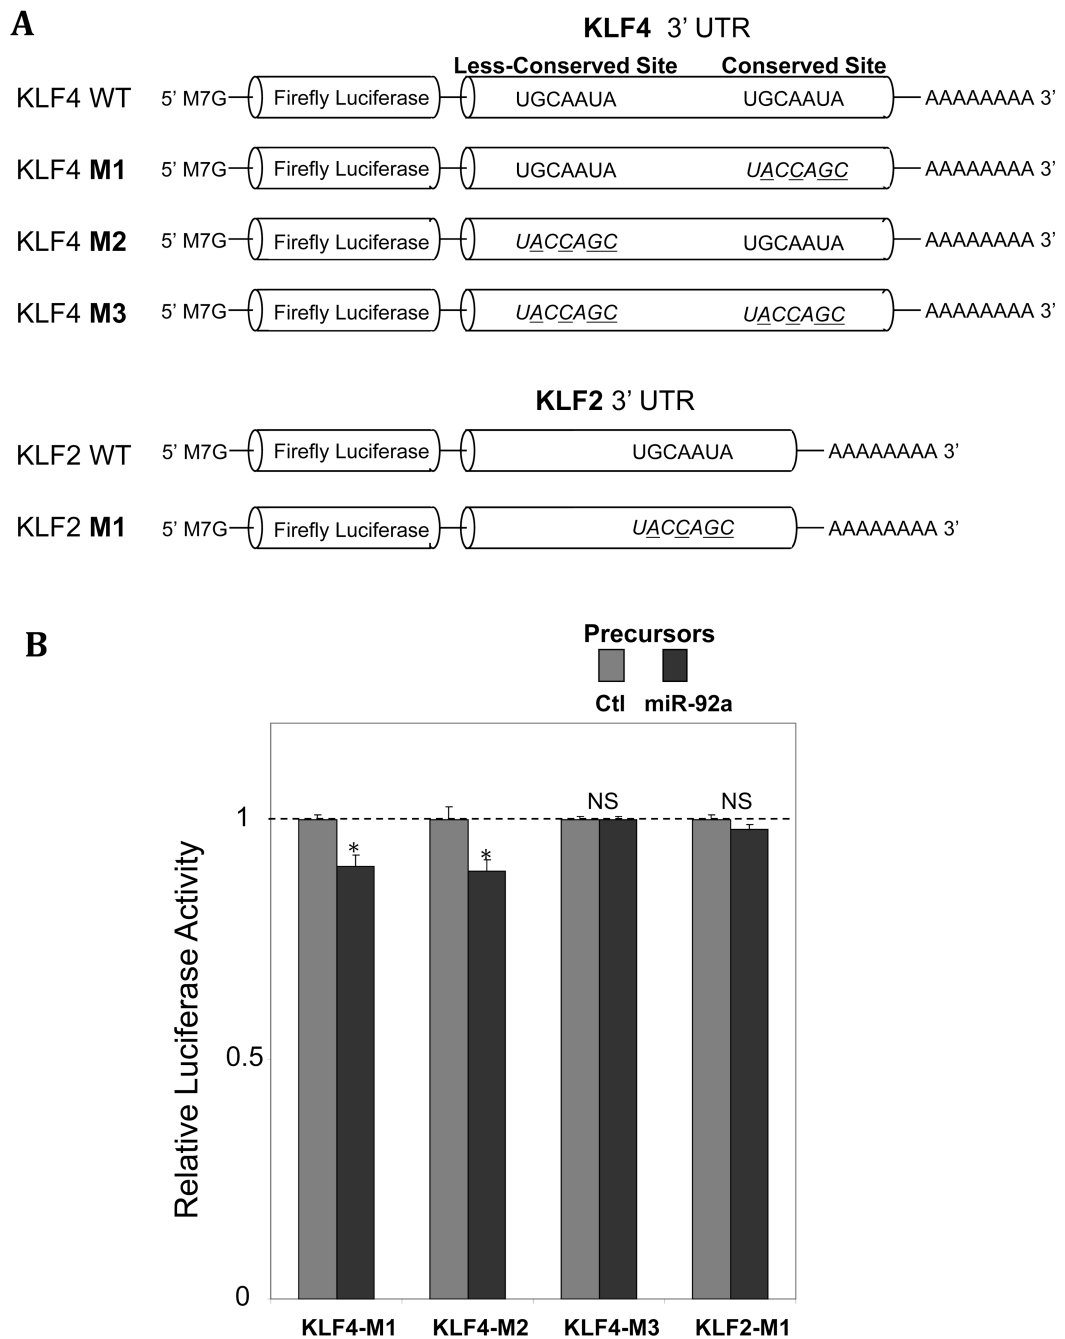 A
KLF4 3’ UTR
Less-Conserved Site Conserved Site
KLF4 WT 5’ M7G Firefly Luciferase UGCAAUA UGCAAUA AAAAAAAA 3’
KLF4 M1 5’ M7G Firefly Luciferase UGCAAUA UACCAGC AAAAAAAA 3’
KLF4 M2 5’ M7G Firefly Luciferase UACCAGC UGCAAUA AAAAAAAA 3’
KLF4 M3 5’ M7G Firefly Luciferase UACCAGC UACCAGC AAAAAAAA 3’
KLF2 3’ UTR
KLF2 WT 5’ M7G Firefly Luciferase UGCAAUA AAAAAAAA 3’
KLF2 M1 5’ M7G Firefly Luciferase UACCAGC AAAAAAAA 3’
B
Precursors
Ctl miR-92a
Relative Luciferase Activity
1
0.5
0
* * NS NS
KLF4-M1 KLF4-M2 KLF4-M3 KLF2-M1